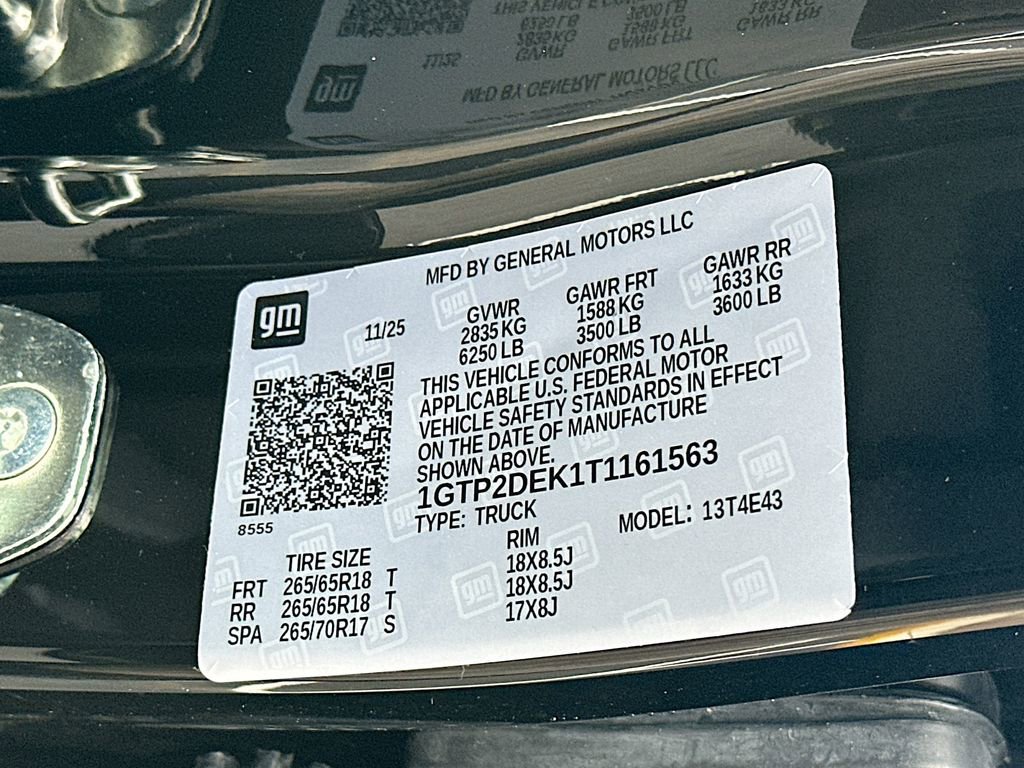 MFD BY GENERAL MOTORS LLC
gm
11/25
GVWR GAWR FRT GAWR RR
2835 KG 1588 KG 1633 KG
6250 LB 3500 LB 3600 LB
THIS VEHICLE CONFORMS TO ALL
APPLICABLE U.S. FEDERAL MOTOR
VEHICLE SAFETY STANDARDS IN EFFECT
ON THE DATE OF MANUFACTURE
SHOWN ABOVE.
1GTP2DEK1T1161563
8555
TYPE: TRUCK MODEL: 13T4E43
TIRE SIZE RIM
FRT 265/65R18 T 18X8.5J
RR 265/65R18 T 18X8.5J
SPA 265/70R17 S 17X8J